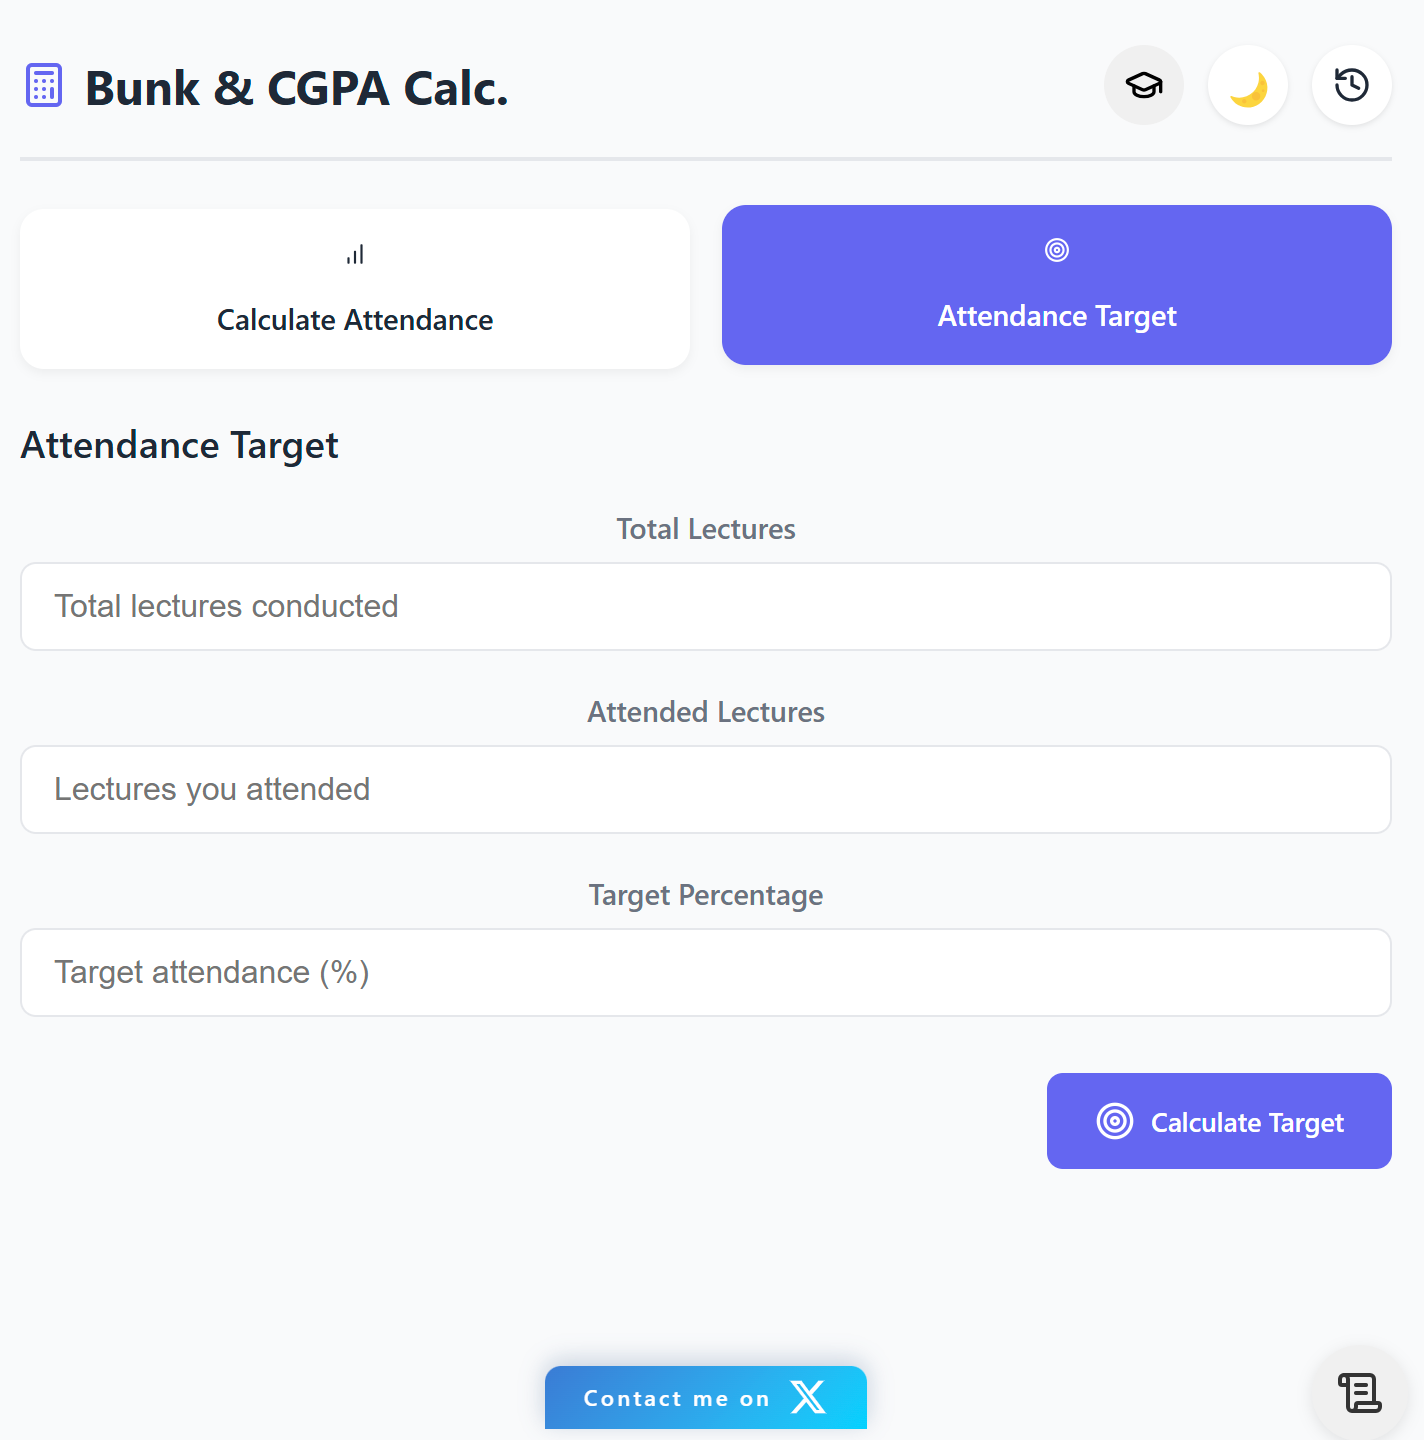 Bunk & CGPA Calc.
Calculate Attendance
Attendance Target
Attendance Target
Total Lectures
Total lectures conducted
Attended Lectures
Lectures you attended
Target Percentage
Target attendance (%)
Calculate Target
Contact me on X